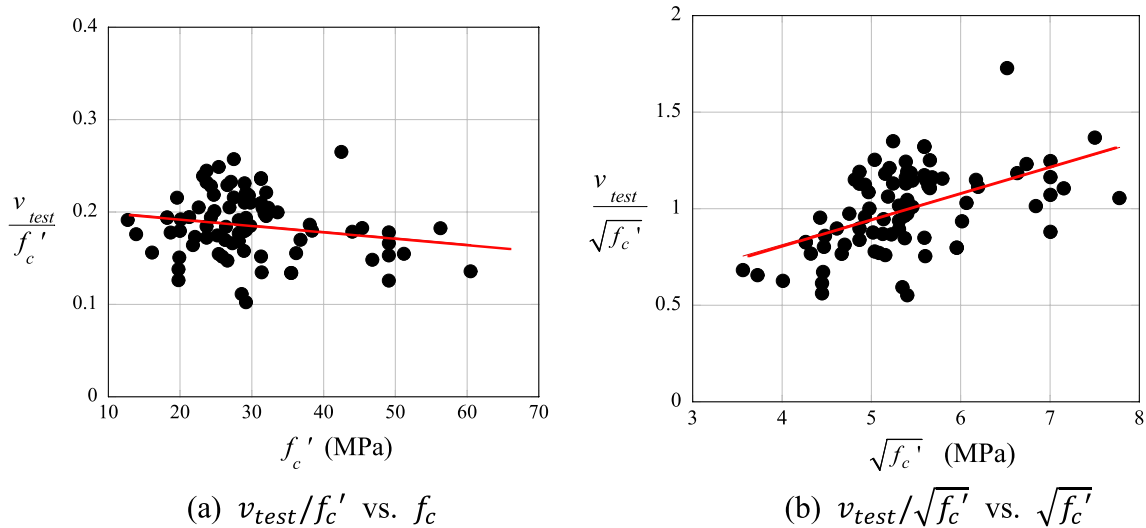 0.4
0.3
0.2
0.1
0
v_test / f_c'
10 20 30 40 50 60 70
f_c' (MPa)
(a) v_test/f_c' vs. f_c
2
1.5
1
0.5
0
v_test / √f_c'
3 4 5 6 7 8
√f_c' (MPa)
(b) v_test/√f_c' vs. √f_c'